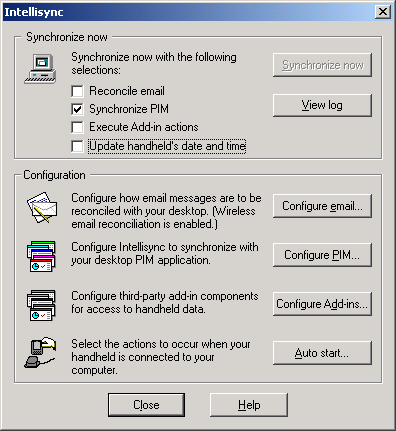 Intellisync
Synchronize now
Synchronize now with the following
selections:
Synchronize now
Reconcile email
Synchronize PIM
View log
Execute Add-in actions
Update handheld's date and time
Configuration
Configure how email messages are to be
reconciled with your desktop. (Wireless
email reconciliation is enabled.)
Configure email...
Configure Intellisync to synchronize with
your desktop PIM application.
Configure PIM...
Configure third-party add-in components
for access to handheld data.
Configure Add-ins...
Select the actions to occur when your
handheld is connected to your
computer.
Auto start...
Close
Help